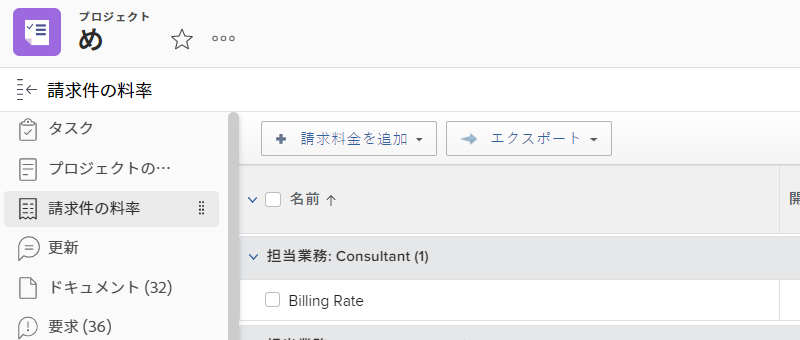 プロジェクト
め
請求件の料率
タスク
プロジェクトの…
請求件の料率
更新
ドキュメント (32)
要求 (36)
請求料金を追加
エクスポート
名前
担当業務: Consultant (1)
Billing Rate